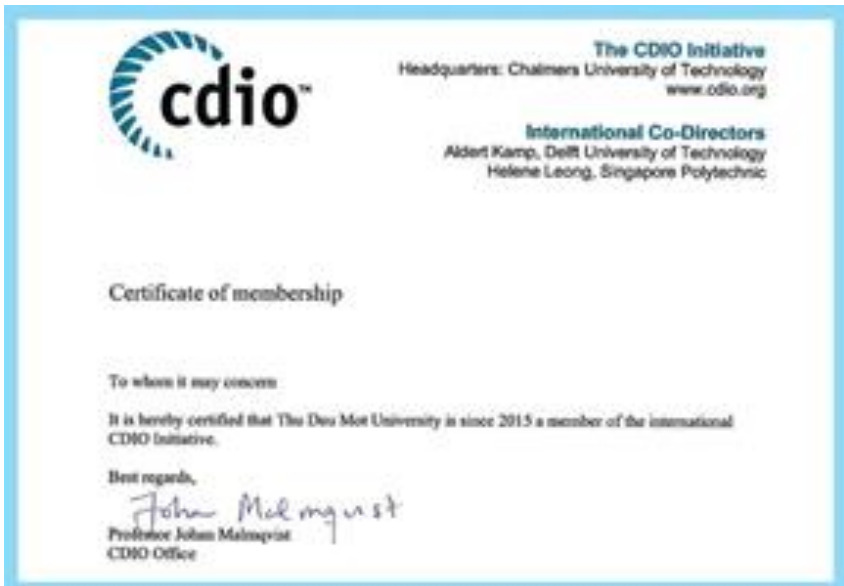 cdio™
The CDIO Initiative
Headquarters: Chalmers University of Technology
www.cdio.org
International Co-Directors
Aldert Kamp, Delft University of Technology
Helene Leong, Singapore Polytechnic
Certificate of membership
To whom it may concern
It is hereby certified that Thu Dau Mot University is since 2015 a member of the international
CDIO Initiative.
Best regards,
Johan Malmqvist
Professor Johan Malmqvist
CDIO Office